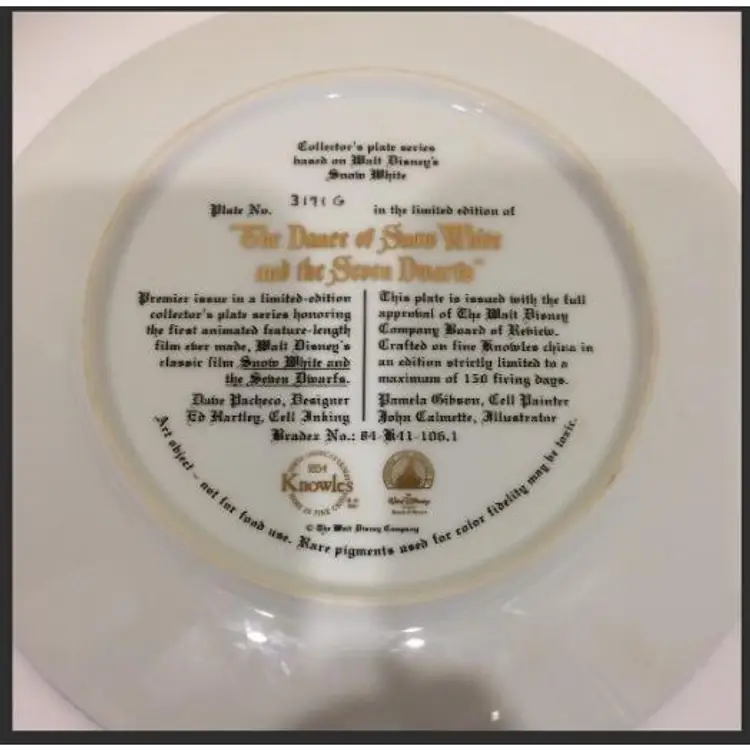 Collector's plate series
based on Walt Disney's
Snow White
Plate No. 3191G in the limited edition of
"The Dance of Snow White
and the Seven Dwarfs"
Premier issue in a limited-edition
collector's plate series honoring
the first animated feature-length
film ever made, Walt Disney's
classic film Snow White and
the Seven Dwarfs.
Dave Pacheco, Designer
Ed Hartley, Cell Inking
This plate is issued with the full
approval of The Walt Disney
Company Board of Review.
Crafted on fine Knowles china in
an edition strictly limited to a
maximum of 150 firing days.
Pamela Gibson, Cell Painter
John Calmette, Illustrator
Bradex No.: 84-K41-106.1
1854
Knowles
Walt Disney
© The Walt Disney Company
Art object - not for food use. Rare pigments used for color fidelity may be toxic.